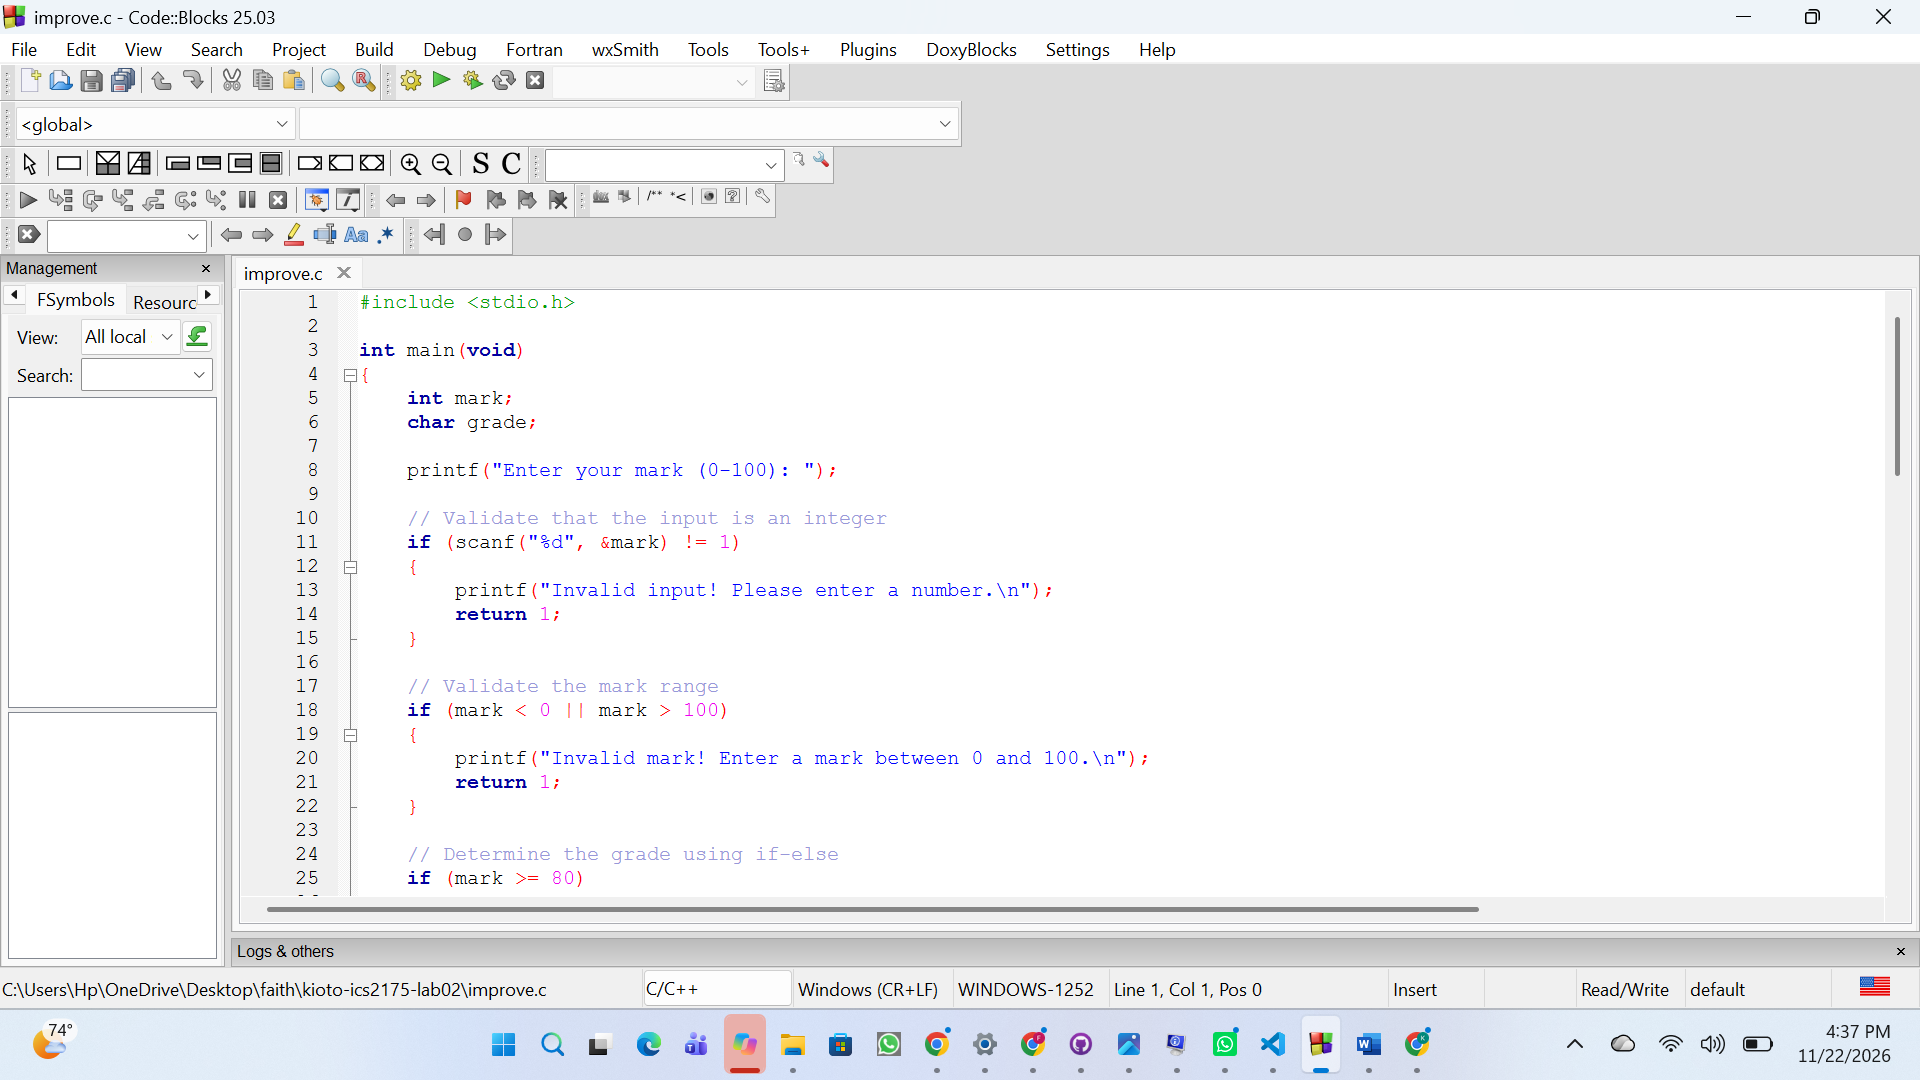 improve.c - Code::Blocks 25.03
File Edit View Search Project Build Debug Fortran wxSmith Tools Tools+ Plugins DoxyBlocks Settings Help
<global>
S C
/** *<
Aa .*
Management
FSymbols Resourc
View: All local
Search:
improve.c
1 #include <stdio.h>
2
3 int main(void)
4 {
5 int mark;
6 char grade;
7
8 printf("Enter your mark (0-100): ");
9
10 // Validate that the input is an integer
11 if (scanf("%d", &mark) != 1)
12 {
13 printf("Invalid input! Please enter a number.\n");
14 return 1;
15 }
16
17 // Validate the mark range
18 if (mark < 0 || mark > 100)
19 {
20 printf("Invalid mark! Enter a mark between 0 and 100.\n");
21 return 1;
22 }
23
24 // Determine the grade using if-else
25 if (mark >= 80)
Logs & others
C:\Users\Hp\OneDrive\Desktop\faith\kioto-ics2175-lab02\improve.c C/C++ Windows (CR+LF) WINDOWS-1252 Line 1, Col 1, Pos 0 Insert Read/Write default
74°
4:37 PM
11/22/2026